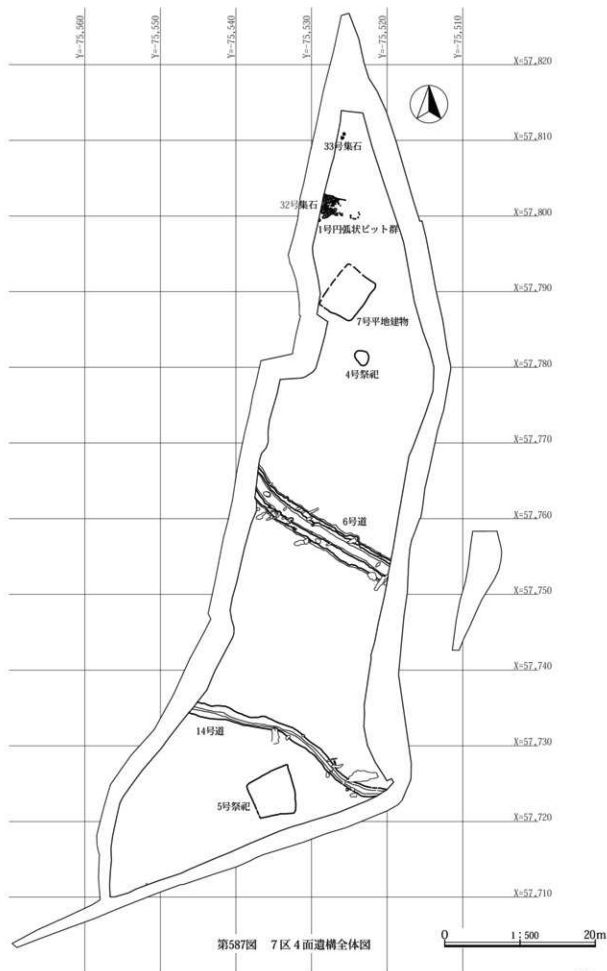 Y=-75,560
Y=-75,550
Y=-75,540
Y=-75,530
Y=-75,520
Y=-75,510
X=57,820
X=57,810
33号集石
32号集石
X=57,800
1号円弧状ピット群
X=57,790
7号平地建物
4号祭祀
X=57,780
X=57,770
6号道
X=57,760
X=57,750
X=57,740
14号道
X=57,730
5号祭祀
X=57,720
X=57,710
第587図 7区4面遺構全体図
0 1:500 20m